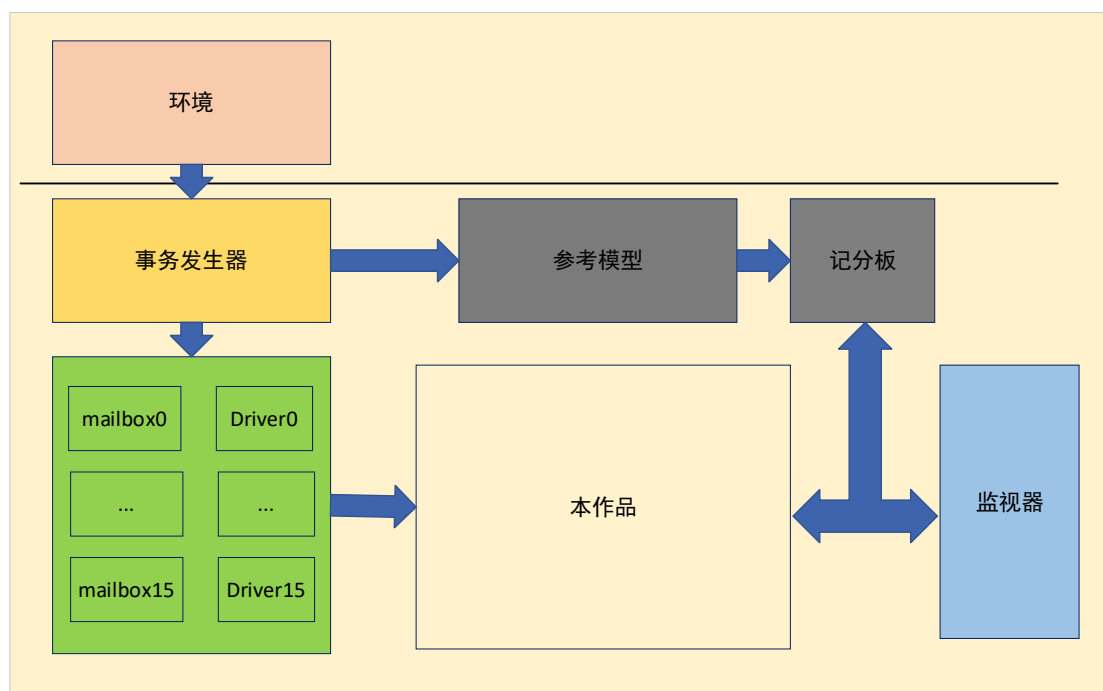 环境
事务发生器
参考模型
记分板
mailbox0
Driver0
...
...
mailbox15
Driver15
本作品
监视器